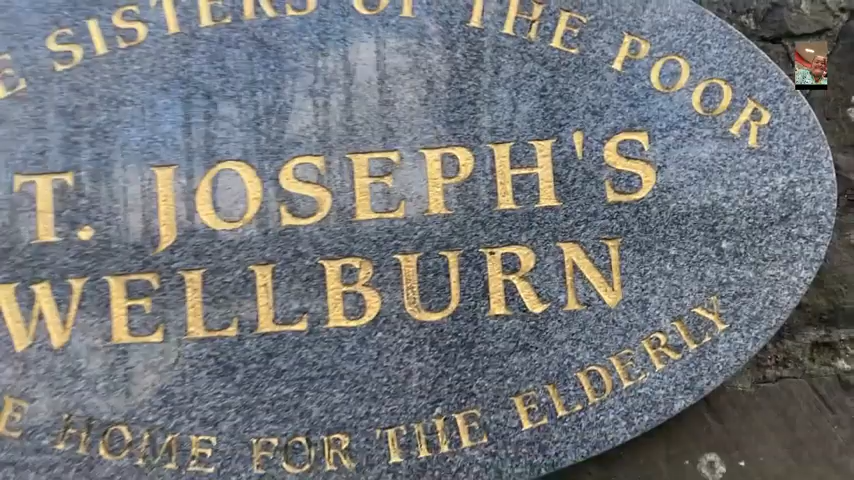 E SISTERS OF THE POOR
T. JOSEPH'S
WELLBURN
E HOME FOR THE ELDERLY